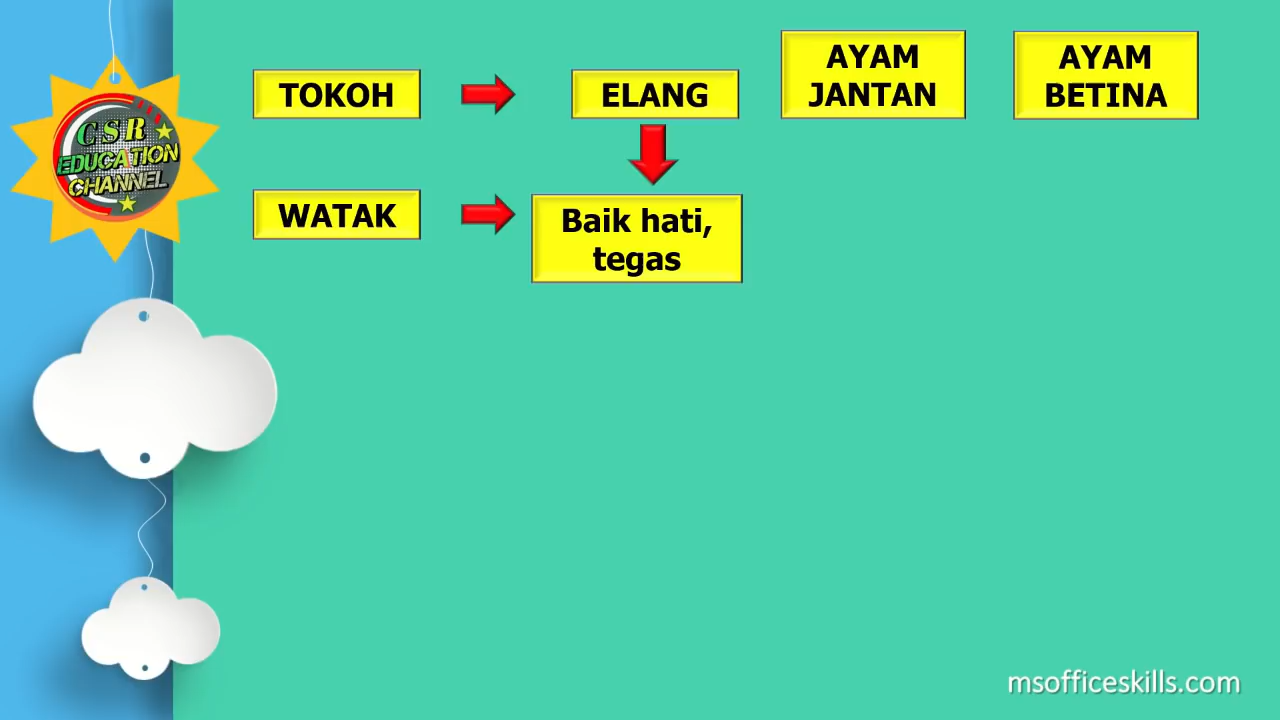 CSR
EDUCATION
CHANNEL
TOKOH
ELANG
AYAM
JANTAN
AYAM
BETINA
WATAK
Baik hati,
tegas
msofficeskills.com